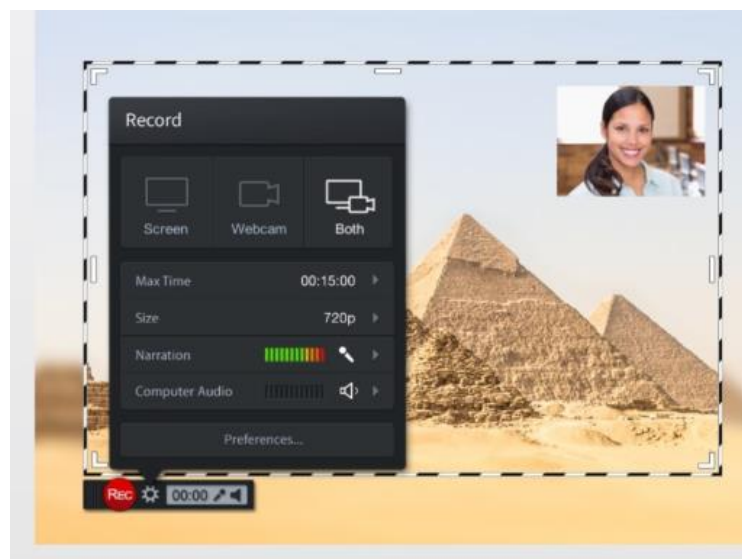 Record
Screen Webcam Both
Max Time 00:15:00
Size 720p
Narration
Computer Audio
Preferences...
REC 00:00